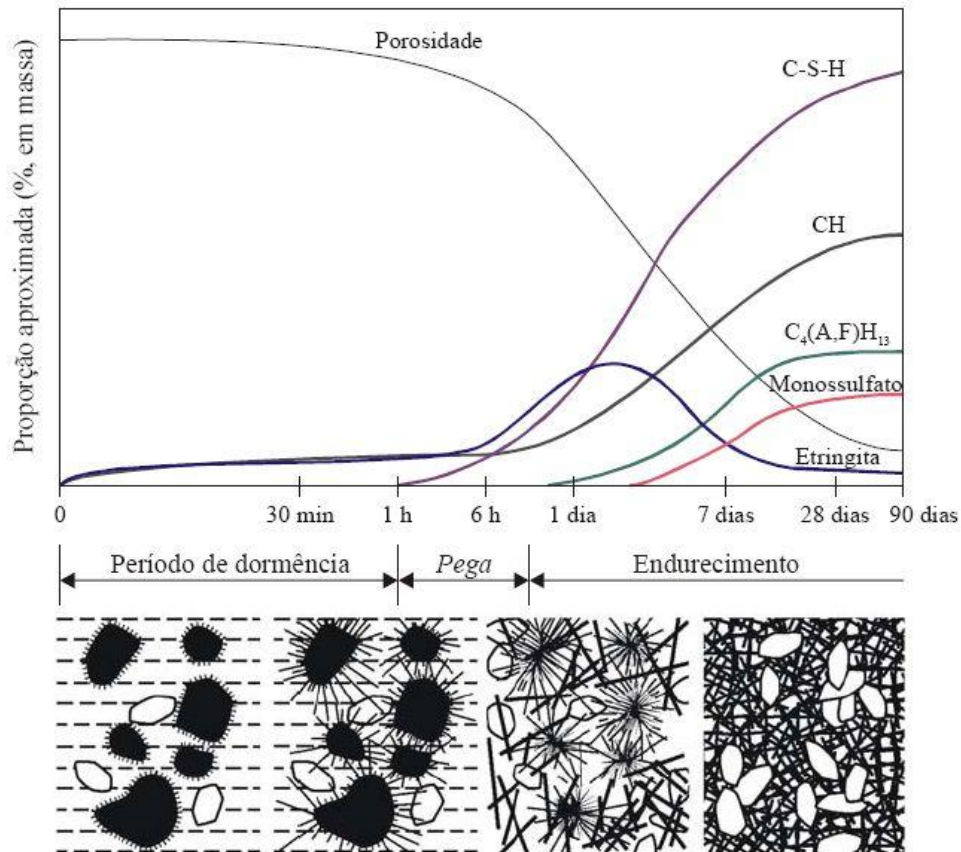 Proporção aproximada (%, em massa)
Porosidade
C-S-H
CH
C₄(A,F)H₁₃
Monossulfato
Etringita
0 30 min 1 h 6 h 1 dia 7 dias 28 dias 90 dias
Período de dormência Pega Endurecimento